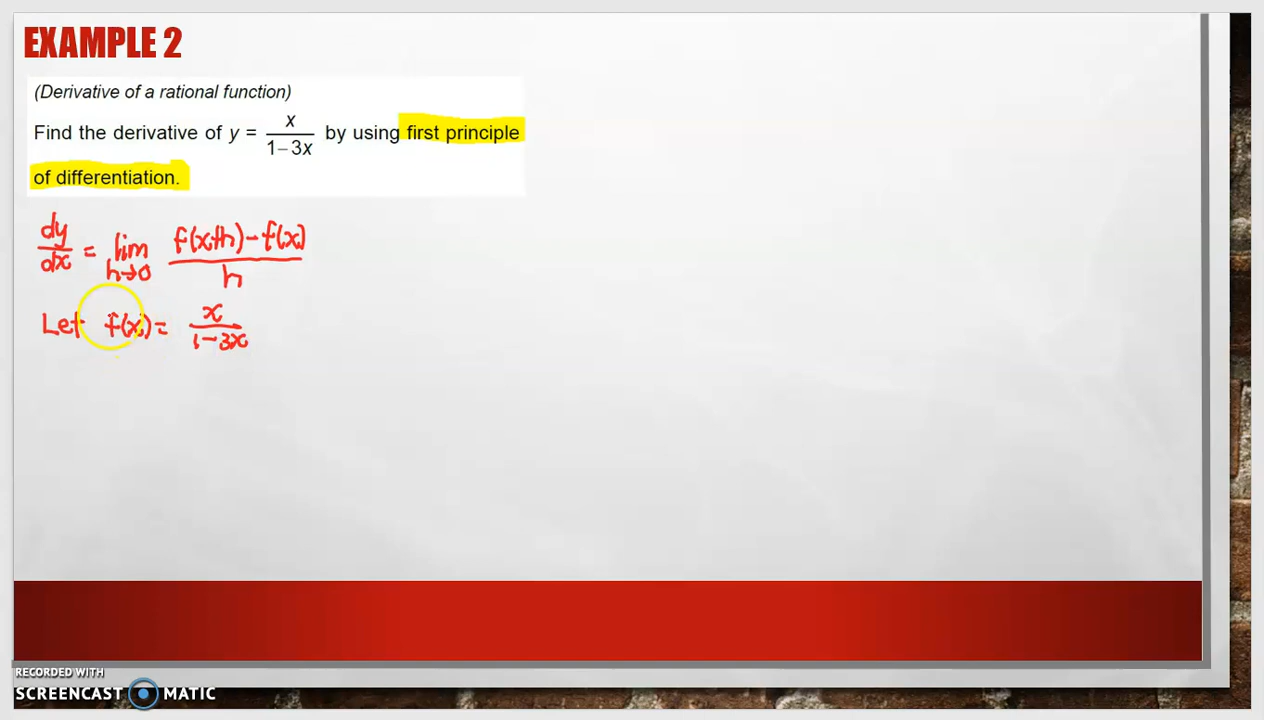 EXAMPLE 2
(Derivative of a rational function)
Find the derivative of y = x/(1−3x) by using first principle
of differentiation.
dy/dx = lim h→0 (f(x+h)−f(x))/h
Let f(x) = x/(1−3x)
RECORDED WITH
SCREENCAST MATIC